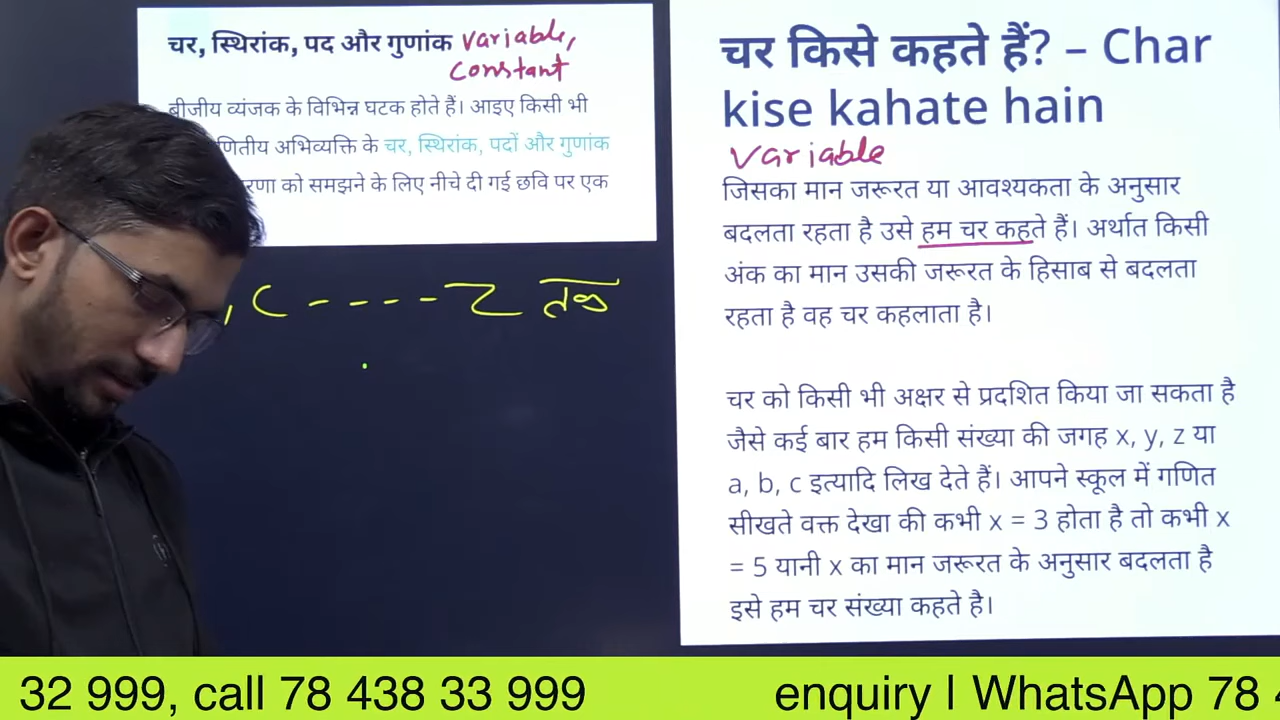 चर, स्थिरांक, पद और गुणांक variable,
constant
बीजीय व्यंजक के विभिन्न घटक होते हैं। आइए किसी भी
अभिव्यक्ति के चर, स्थिरांक, पदों और गुणांक
को समझने के लिए नीचे दी गई छवि पर एक
, c ---- z तक
चर किसे कहते हैं? – Char
kise kahate hain
variable
जिसका मान जरूरत या आवश्यकता के अनुसार
बदलता रहता है उसे हम चर कहते हैं। अर्थात किसी
अंक का मान उसकी जरूरत के हिसाब से बदलता
रहता है वह चर कहलाता है।
चर को किसी भी अक्षर से प्रदशित किया जा सकता है
जैसे कई बार हम किसी संख्या की जगह x, y, z या
a, b, c इत्यादि लिख देते हैं। आपने स्कूल में गणित
सीखते वक्त देखा की कभी x = 3 होता है तो कभी x
= 5 यानी x का मान जरूरत के अनुसार बदलता है
इसे हम चर संख्या कहते है।
32 999, call 78 438 33 999 enquiry | WhatsApp 78